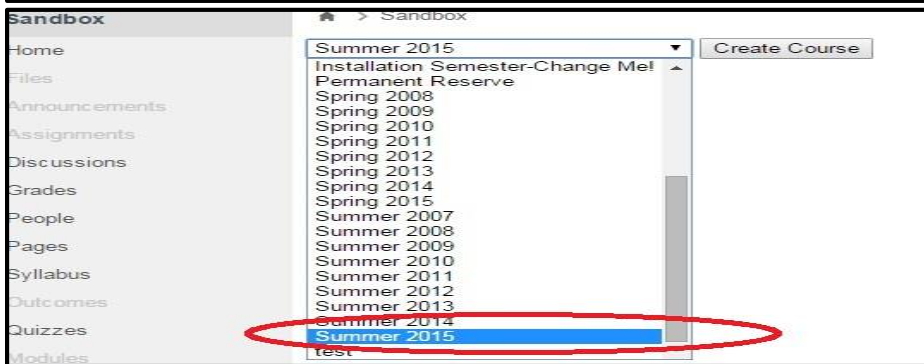 Sandbox
> Sandbox
Home
Files
Announcements
Assignments
Discussions
Grades
People
Pages
Syllabus
Outcomes
Quizzes
Modules
Summer 2015
Create Course
Installation Semester-Change Me!
Permanent Reserve
Spring 2008
Spring 2009
Spring 2010
Spring 2011
Spring 2012
Spring 2013
Spring 2014
Spring 2015
Summer 2007
Summer 2008
Summer 2009
Summer 2010
Summer 2011
Summer 2012
Summer 2013
Summer 2014
Summer 2015
test